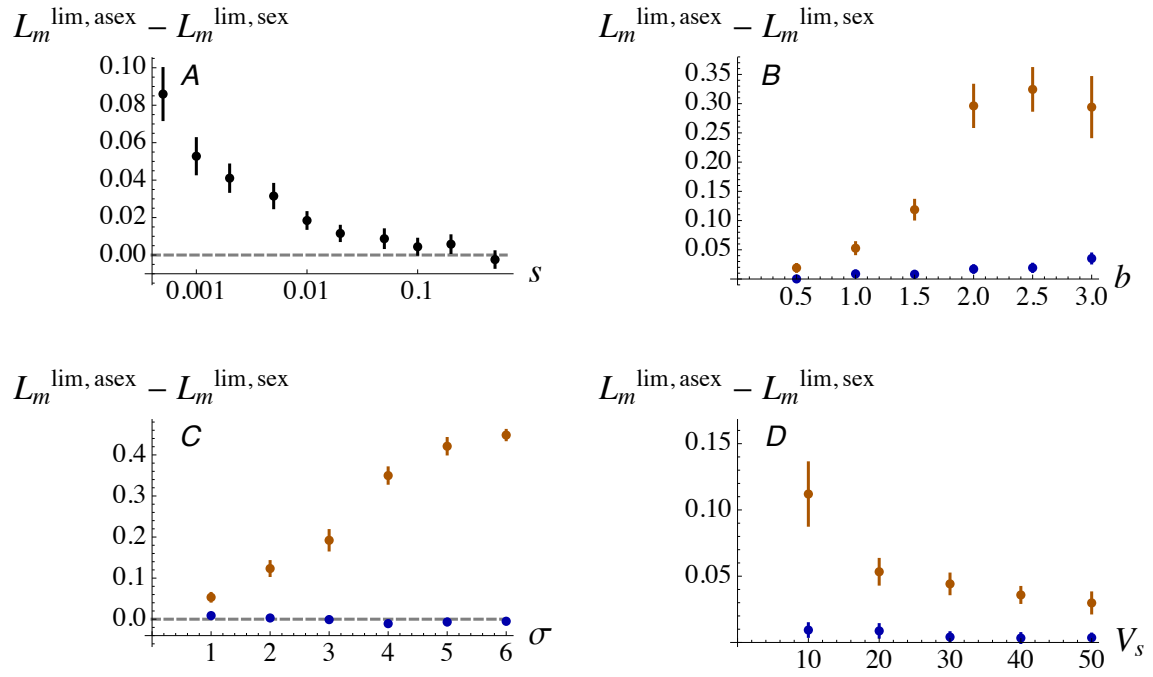 L_m^lim, asex − L_m^lim, sex
A
0.10
0.08
0.06
0.04
0.02
0.00
0.001 0.01 0.1 s
L_m^lim, asex − L_m^lim, sex
B
0.35
0.30
0.25
0.20
0.15
0.10
0.05
0.5 1.0 1.5 2.0 2.5 3.0 b
L_m^lim, asex − L_m^lim, sex
C
0.4
0.3
0.2
0.1
0.0
1 2 3 4 5 6 σ
L_m^lim, asex − L_m^lim, sex
D
0.15
0.10
0.05
10 20 30 40 50 V_s